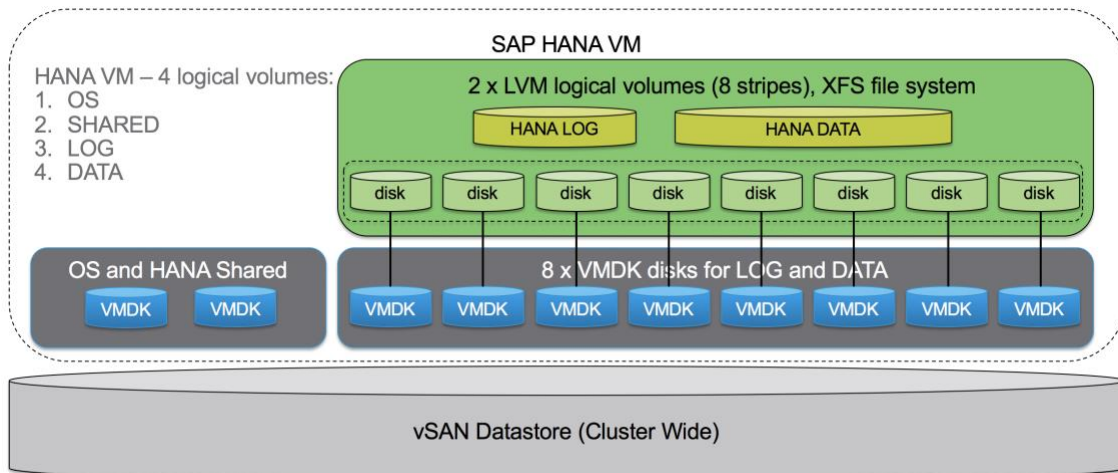 SAP HANA VM
HANA VM – 4 logical volumes:
1. OS
2. SHARED
3. LOG
4. DATA
2 x LVM logical volumes (8 stripes), XFS file system
HANA LOG
HANA DATA
disk disk disk disk disk disk disk disk
OS and HANA Shared
VMDK VMDK
8 x VMDK disks for LOG and DATA
VMDK VMDK VMDK VMDK VMDK VMDK VMDK VMDK
vSAN Datastore (Cluster Wide)